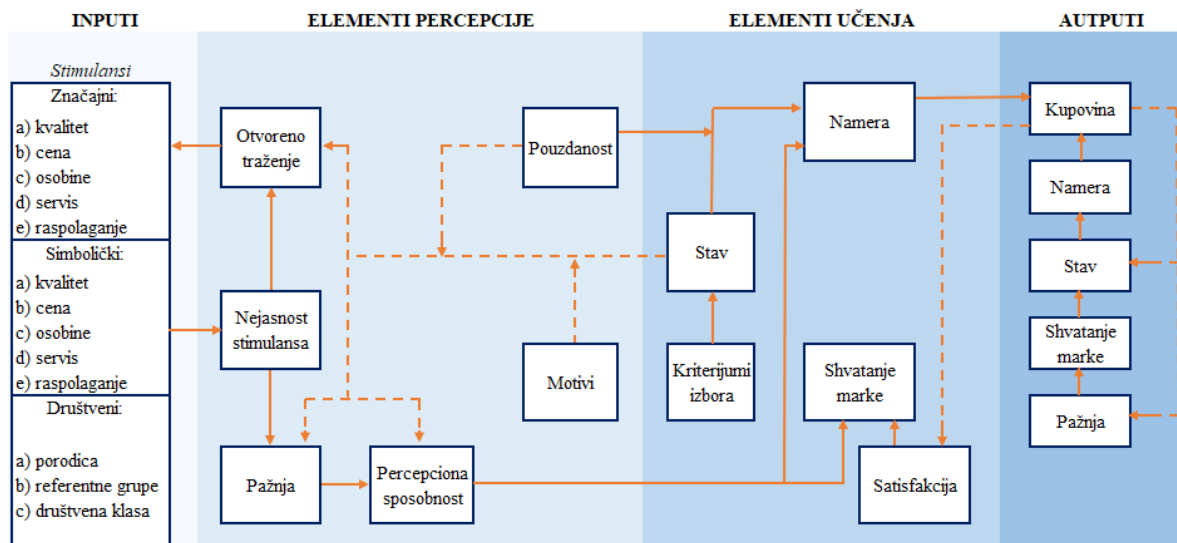 INPUTI
ELEMENTI PERCEPCIJE
ELEMENTI UČENJA
AUTPUTI
Stimulansi
Značajni:
a) kvalitet
b) cena
c) osobine
d) servis
e) raspolaganje
Simbolički:
a) kvalitet
b) cena
c) osobine
d) servis
e) raspolaganje
Društveni:
a) porodica
b) referentne grupe
c) društvena klasa
Otvoreno
traženje
Nejasnost
stimulansa
Pažnja
Percepciona
sposobnost
Pouzdanost
Motivi
Stav
Kriterijumi
izbora
Namera
Shvatanje
marke
Satisfakcija
Kupovina
Namera
Stav
Shvatanje
marke
Pažnja